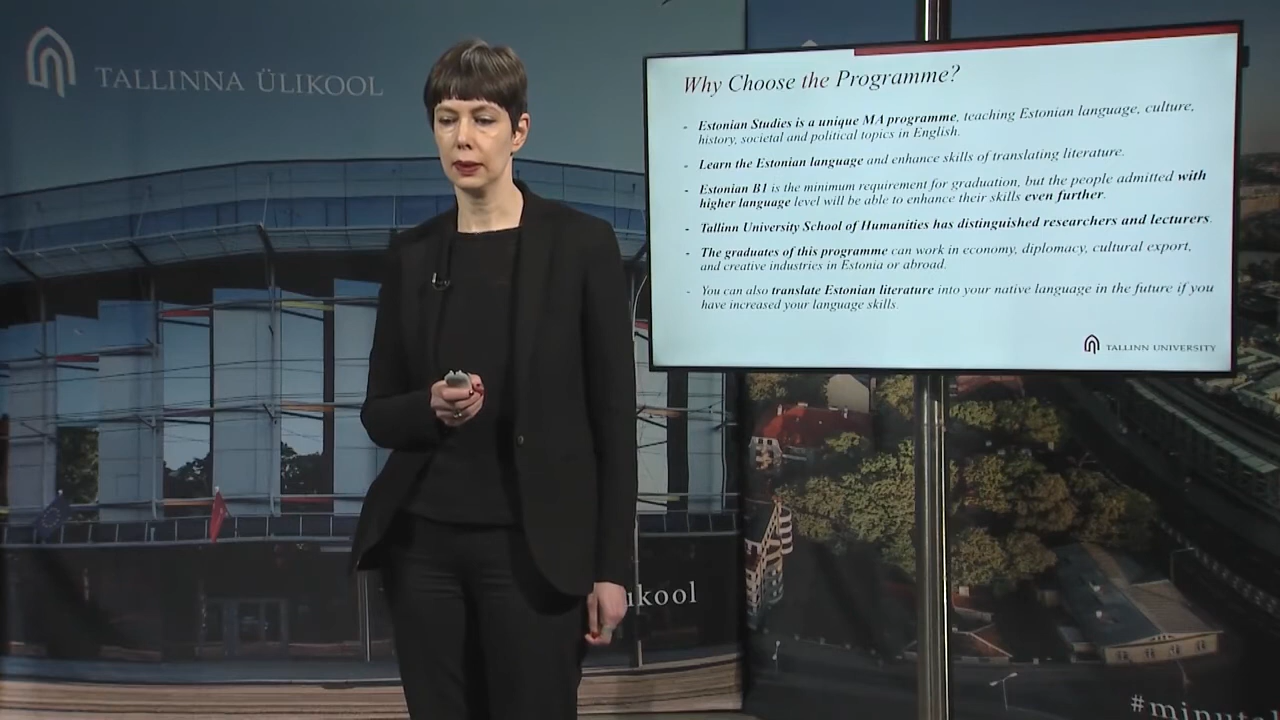 TALLINNA ÜLIKOOL
Why Choose the Programme?
- Estonian Studies is a unique MA programme, teaching Estonian language, culture,
history, societal and political topics in English.
- Learn the Estonian language and enhance skills of translating literature.
- Estonian B1 is the minimum requirement for graduation, but the people admitted with
higher language level will be able to enhance their skills even further.
- Tallinn University School of Humanities has distinguished researchers and lecturers.
- The graduates of this programme can work in economy, diplomacy, cultural export,
and creative industries in Estonia or abroad.
- You can also translate Estonian literature into your native language in the future if you
have increased your language skills.
TALLINN UNIVERSITY